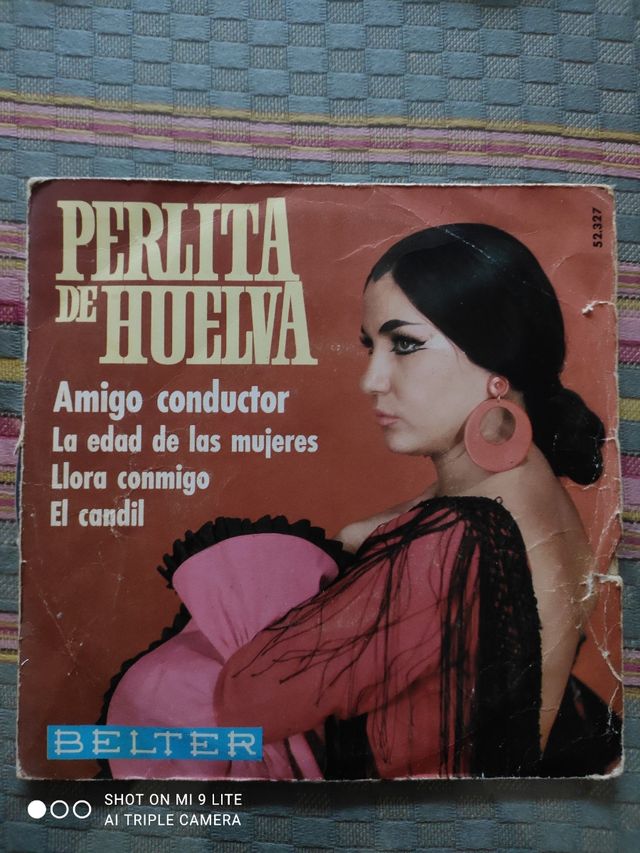 PERLITA
DE HUELVA
52.327
Amigo conductor
La edad de las mujeres
Llora conmigo
El candil
BELTER
SHOT ON MI 9 LITE
AI TRIPLE CAMERA